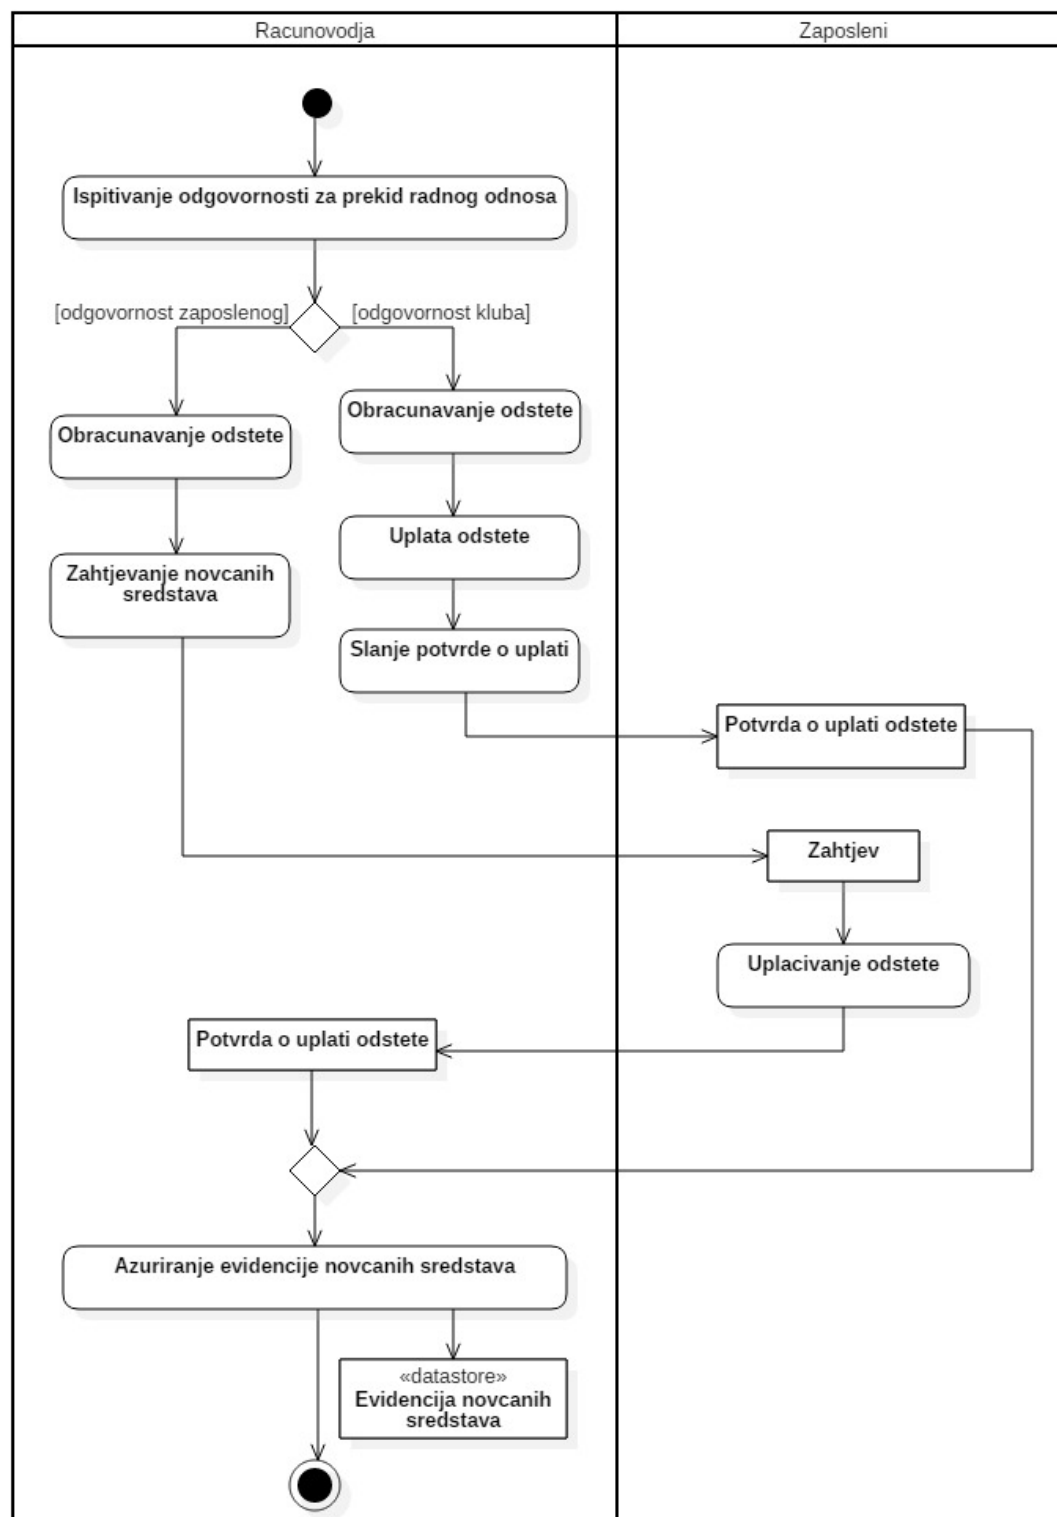 Racunovodja
Zaposleni
Ispitivanje odgovornosti za prekid radnog odnosa
[odgovornost zaposlenog]
[odgovornost kluba]
Obracunavanje odstete
Obracunavanje odstete
Uplata odstete
Zahtjevanje novcanih
sredstava
Slanje potvrde o uplati
Potvrda o uplati odstete
Zahtjev
Uplacivanje odstete
Potvrda o uplati odstete
Azuriranje evidencije novcanih sredstava
«datastore»
Evidencija novcanih
sredstava